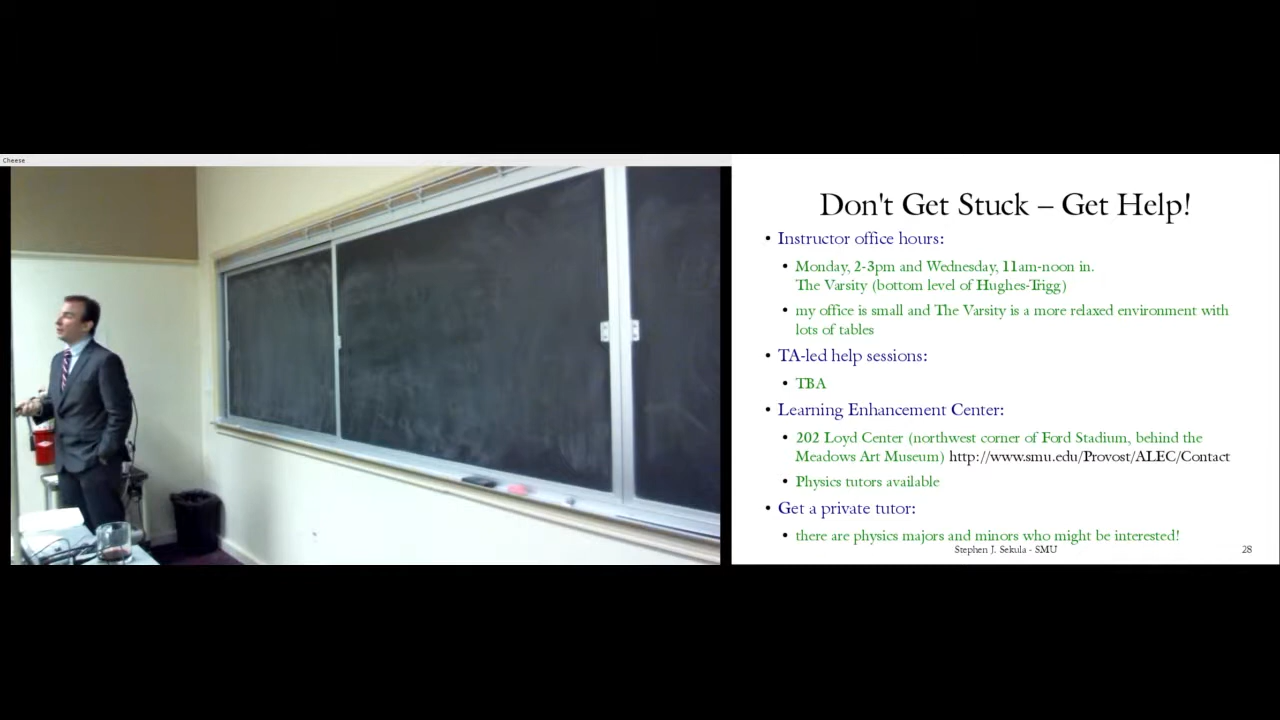 Cheese
Don't Get Stuck – Get Help!
• Instructor office hours:
• Monday, 2-3pm and Wednesday, 11am-noon in.
The Varsity (bottom level of Hughes-Trigg)
• my office is small and The Varsity is a more relaxed environment with
lots of tables
• TA-led help sessions:
• TBA
• Learning Enhancement Center:
• 202 Loyd Center (northwest corner of Ford Stadium, behind the
Meadows Art Museum) http://www.smu.edu/Provost/ALEC/Contact
• Physics tutors available
• Get a private tutor:
• there are physics majors and minors who might be interested!
Stephen J. Sekula - SMU
28